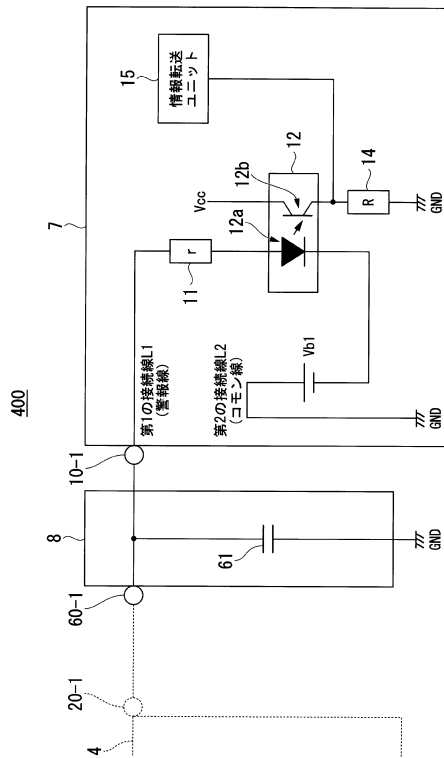 400
7
15
情報転送
ユニット
12
12b
Vcc
12a
14
R
GND
r
11
第1の接続線L1
(警報線)
第2の接続線L2
(コモン線)
Vb1
GND
10-1
8
61
GND
60-1
20-1
4